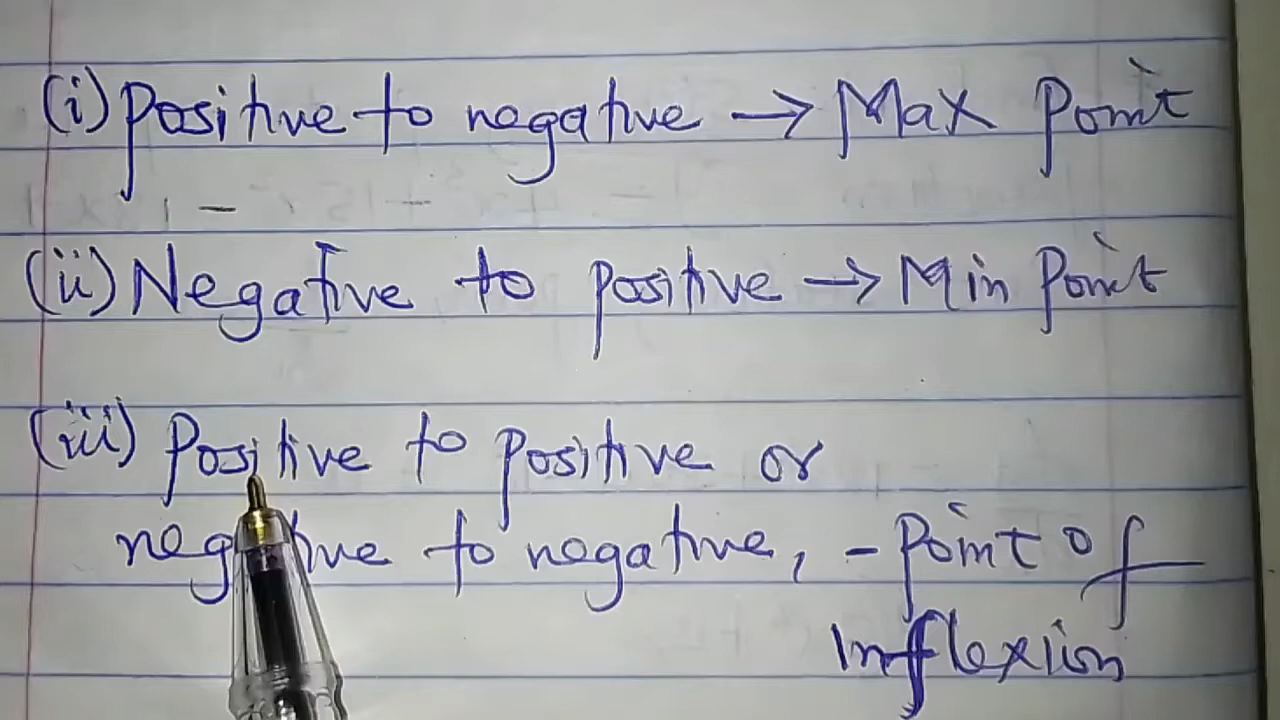 (i) Positive to negative → Max Point
(ii) Negative to positive → Min Point
(iii) Positive to positive or
negative to negative, - Point of
Inflexion